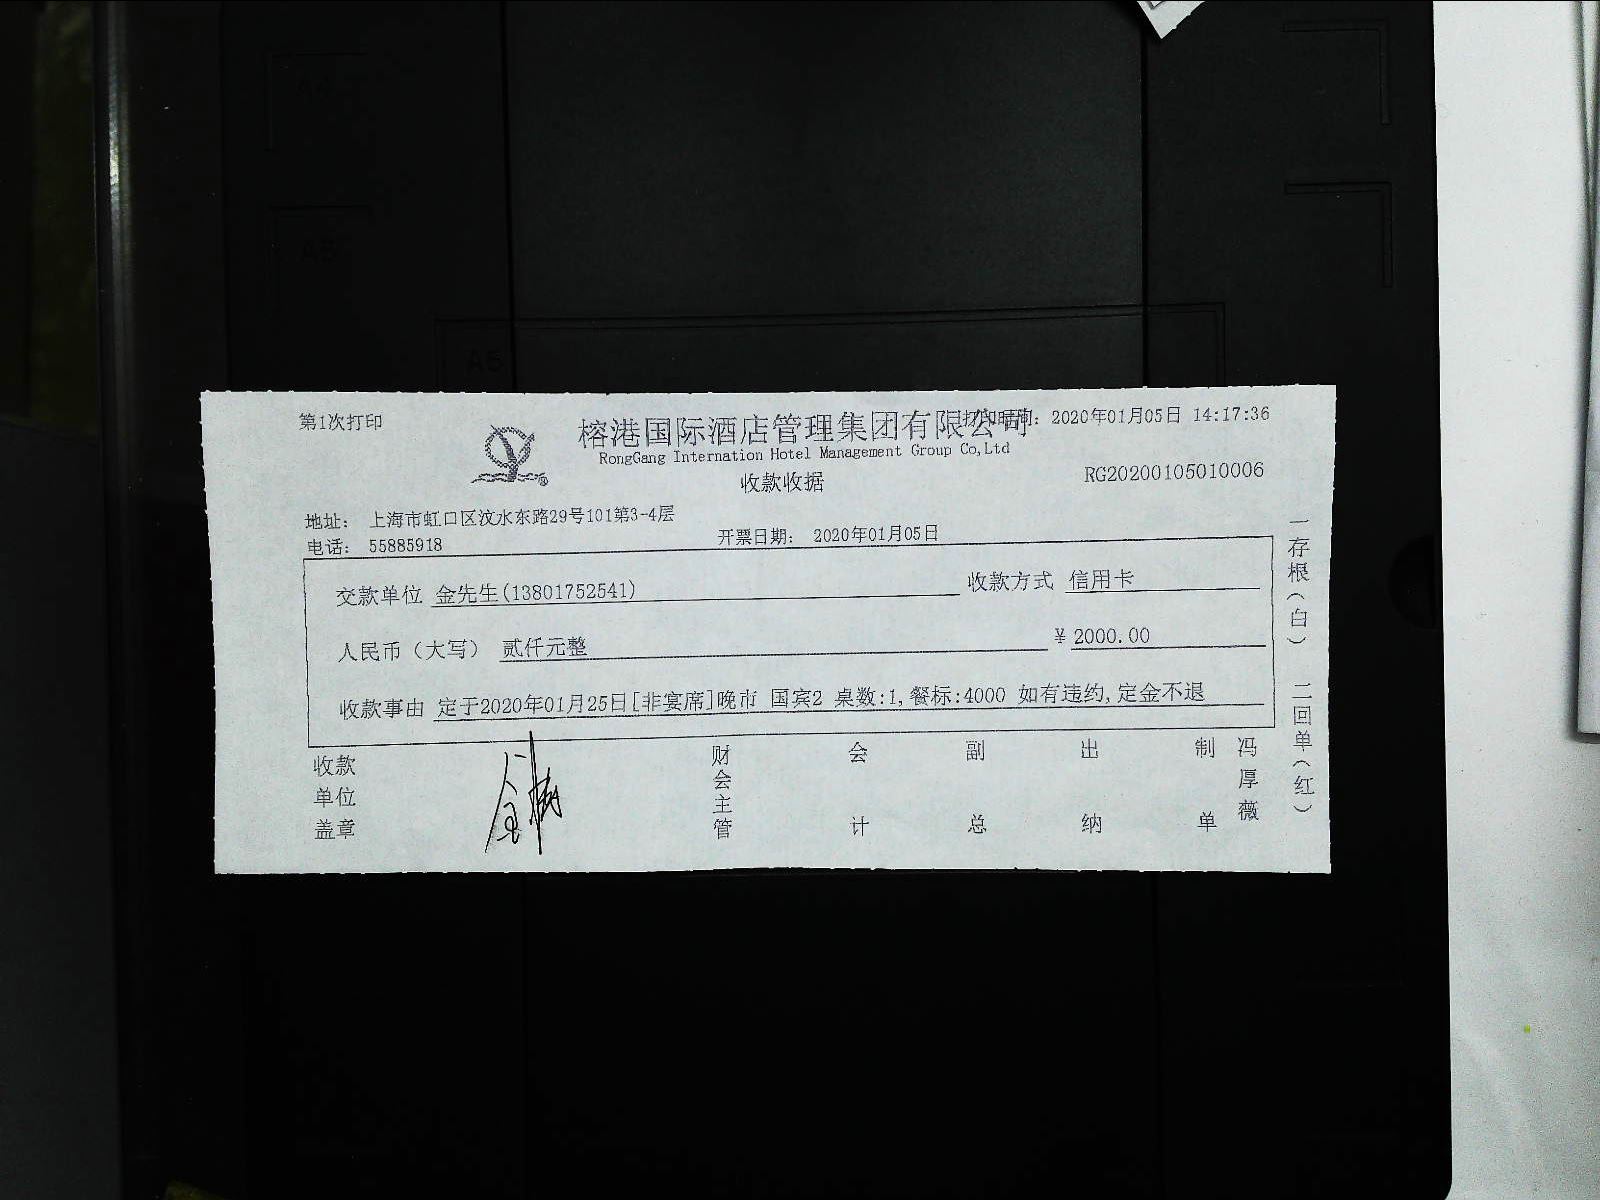 第1次打印
榕港国际酒店管理集团有限公司
打印时间: 2020年01月05日 14:17:36
RongGang Internation Hotel Management Group Co,Ltd
收款收据
RG20200105010006
地址: 上海市虹口区汶水东路29号101第3-4层
电话: 55885918
开票日期: 2020年01月05日
交款单位 金先生(13801752541)
收款方式 信用卡
人民币（大写） 贰仟元整
¥ 2000.00
收款事由 定于2020年01月25日[非宴席]晚市 国宾2 桌数:1,餐标:4000 如有违约,定金不退
收款单位盖章
财会主管
会计
副总
出纳
制单
冯厚薇
一存根（白） 二回单（红）
A5
A5